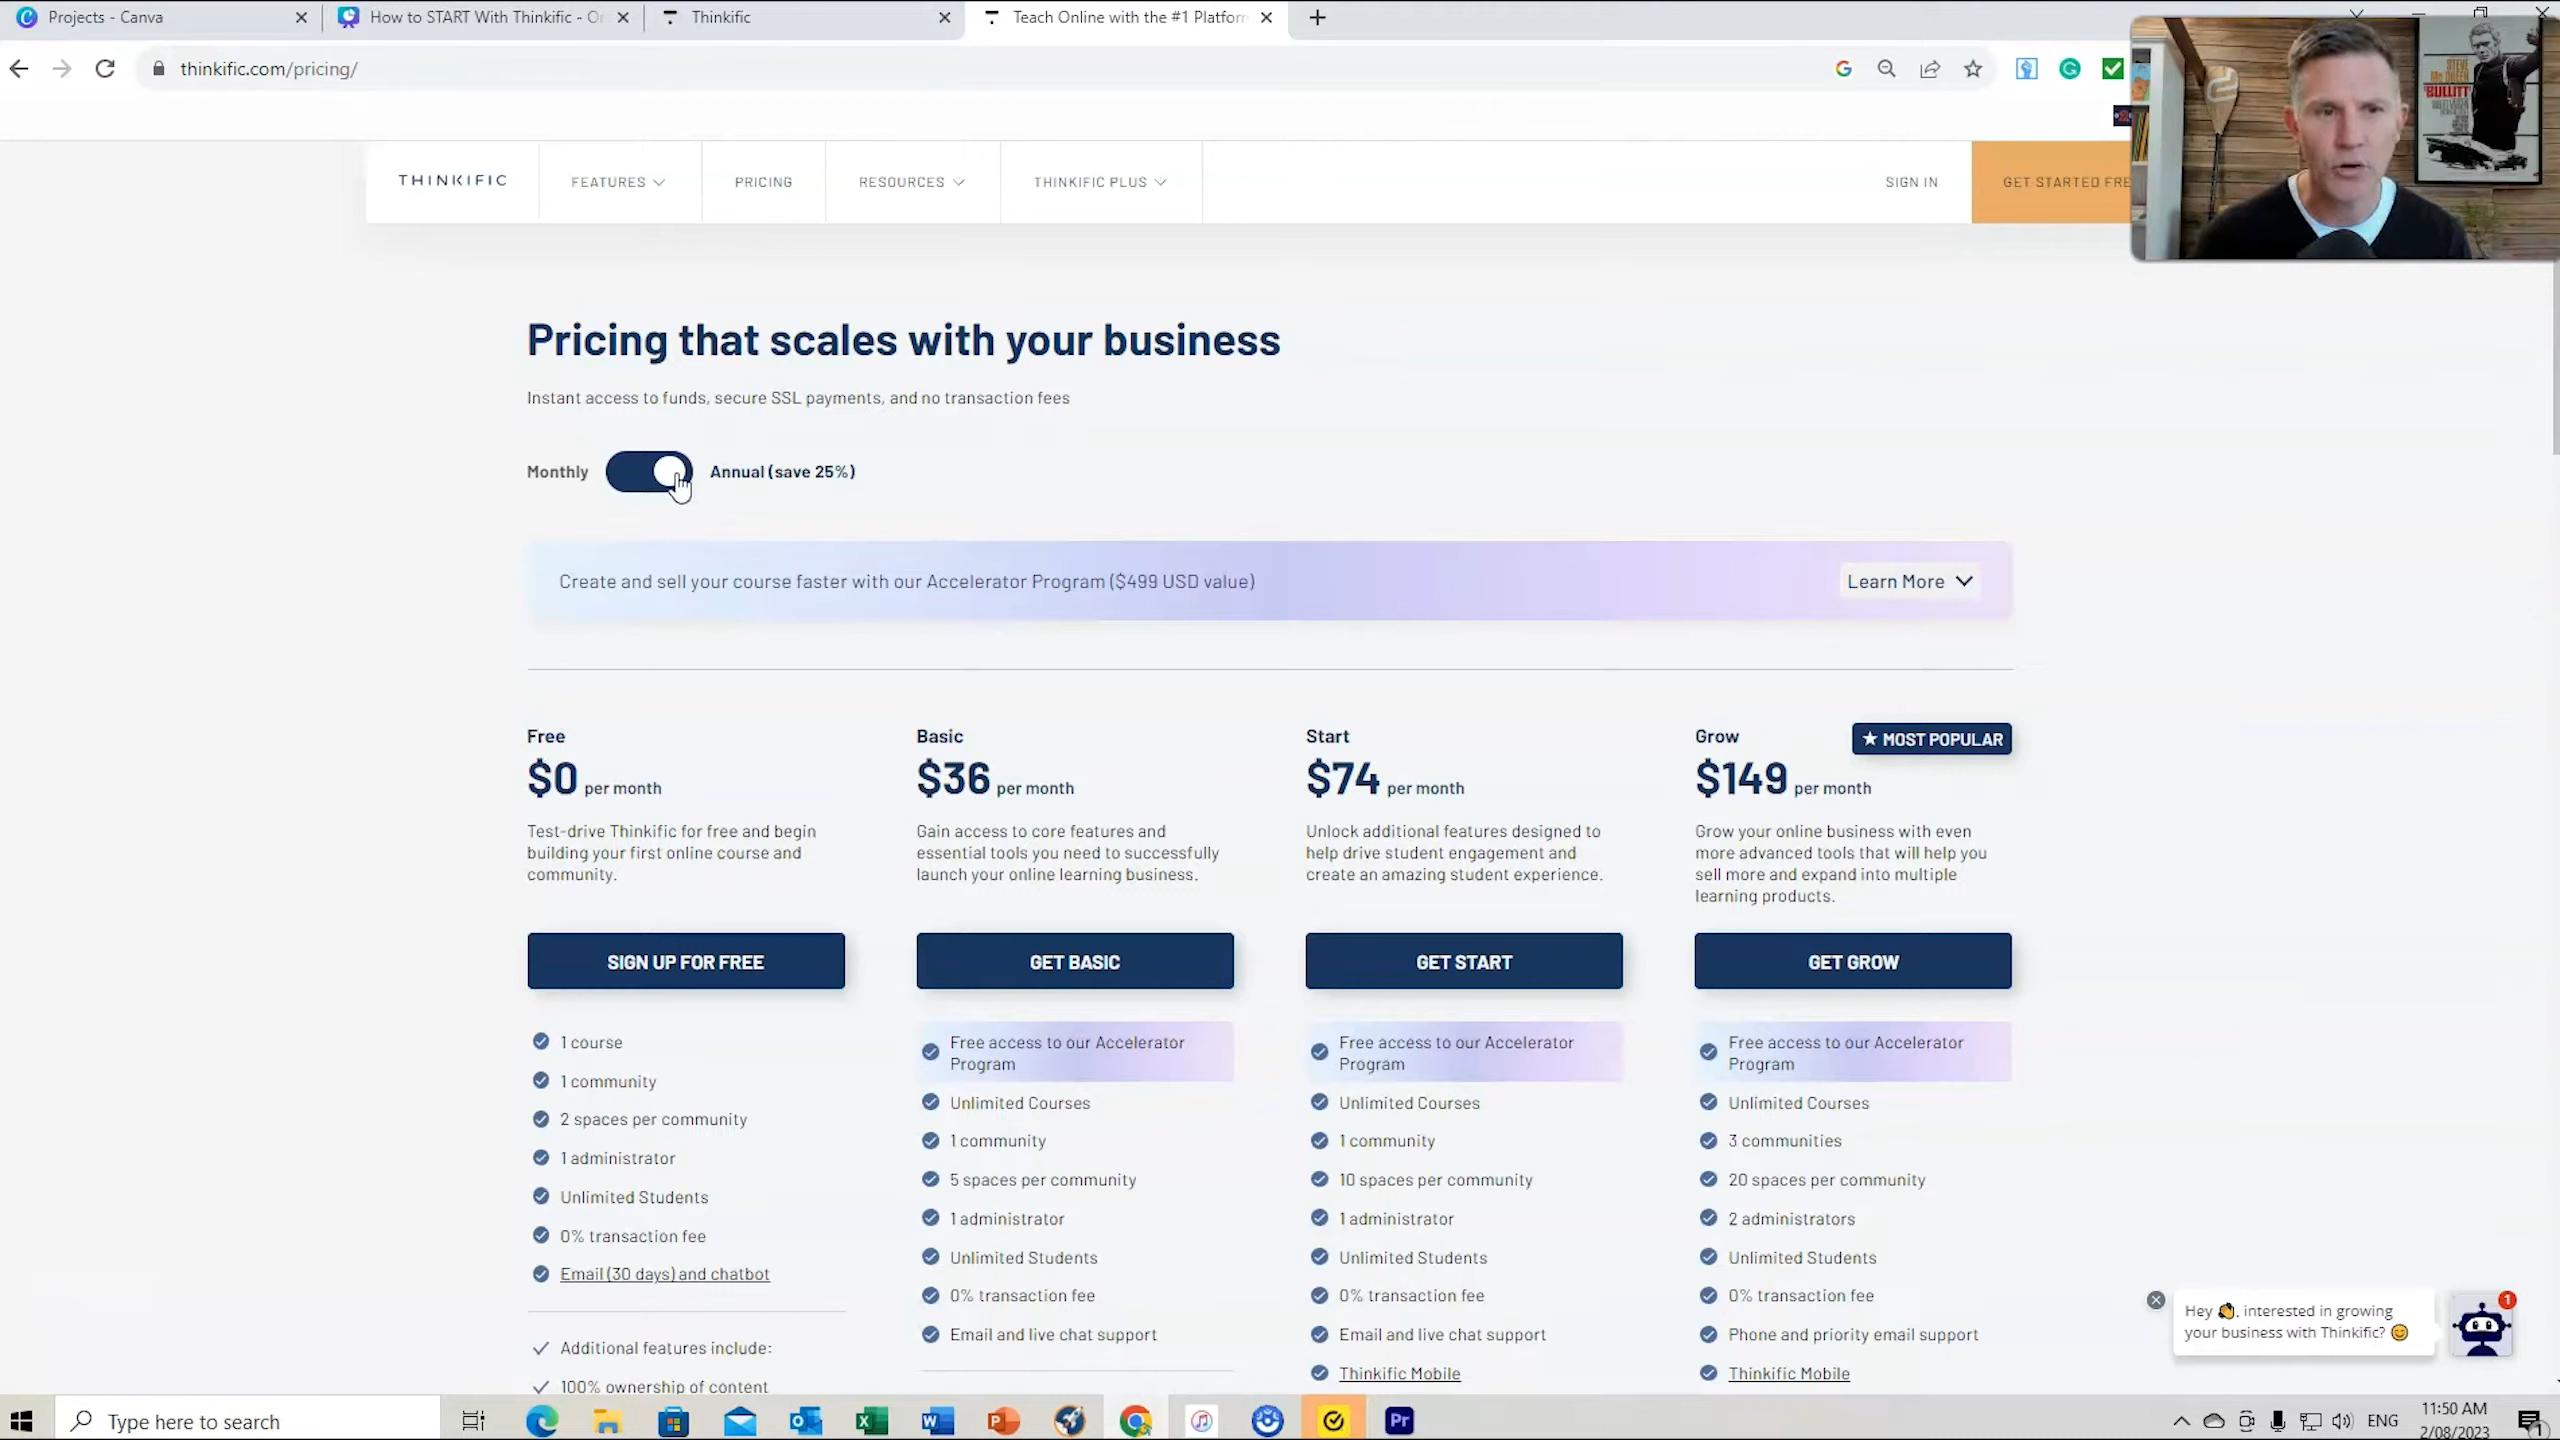 Projects - Canva
How to START With Thinkific - Or
Thinkific
Teach Online with the #1 Platform
thinkific.com/pricing/
STEVE
McQUEEN
BULLITT
THINKIFIC
FEATURES
PRICING
RESOURCES
THINKIFIC PLUS
SIGN IN
GET STARTED FRE
Pricing that scales with your business
Instant access to funds, secure SSL payments, and no transaction fees
Monthly
Annual (save 25%)
Create and sell your course faster with our Accelerator Program ($499 USD value)
Learn More
Free
$0 per month
Test-drive Thinkific for free and begin
building your first online course and
community.
SIGN UP FOR FREE
1 course
1 community
2 spaces per community
1 administrator
Unlimited Students
0% transaction fee
Email (30 days) and chatbot
Additional features include:
100% ownership of content
Basic
$36 per month
Gain access to core features and
essential tools you need to successfully
launch your online learning business.
GET BASIC
Free access to our Accelerator
Program
Unlimited Courses
1 community
5 spaces per community
1 administrator
Unlimited Students
0% transaction fee
Email and live chat support
Start
$74 per month
Unlock additional features designed to
help drive student engagement and
create an amazing student experience.
GET START
Free access to our Accelerator
Program
Unlimited Courses
1 community
10 spaces per community
1 administrator
Unlimited Students
0% transaction fee
Email and live chat support
Thinkific Mobile
Grow
★ MOST POPULAR
$149 per month
Grow your online business with even
more advanced tools that will help you
sell more and expand into multiple
learning products.
GET GROW
Free access to our Accelerator
Program
Unlimited Courses
3 communities
20 spaces per community
2 administrators
Unlimited Students
0% transaction fee
Phone and priority email support
Thinkific Mobile
Hey 👋, interested in growing
your business with Thinkific? 😊
1
Type here to search
Pr
ENG
11:50 AM
2/08/2023
1